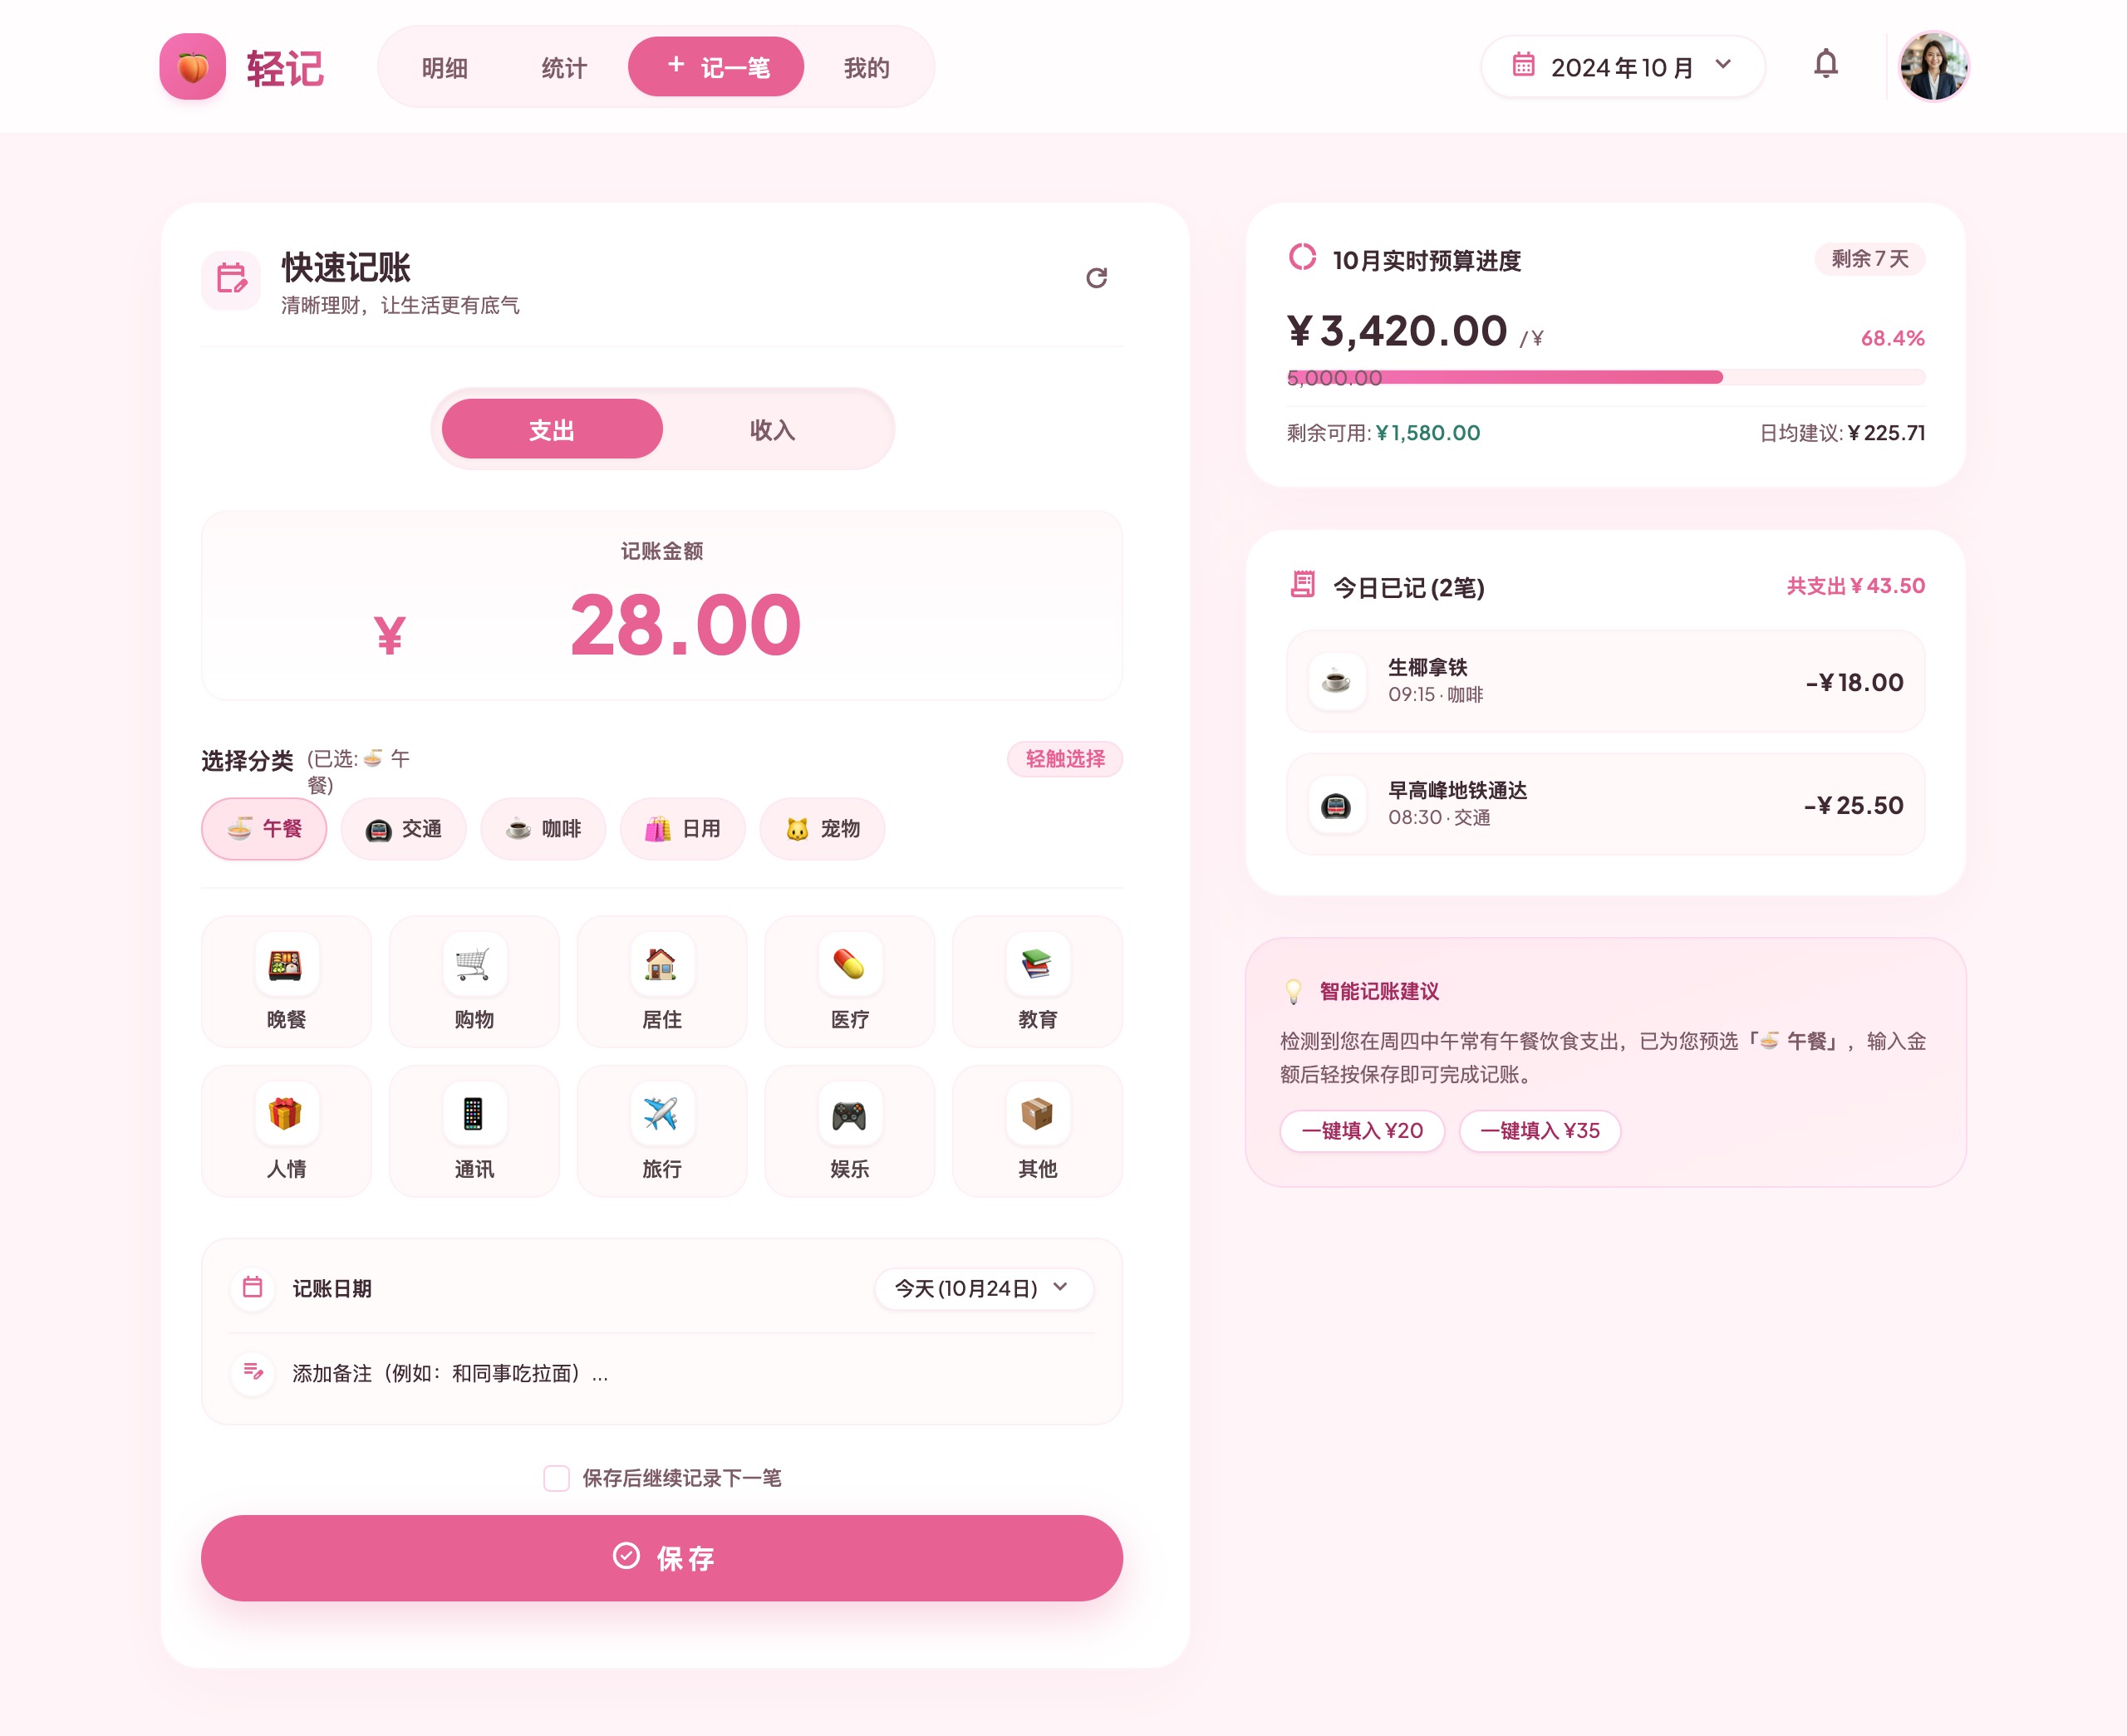 轻记
明细
统计
+ 记一笔
我的
2024年10月
快速记账
清晰理财，让生活更有底气
支出
收入
记账金额
¥ 28.00
选择分类 (已选: 🍜 午
餐)
轻触选择
午餐
交通
咖啡
日用
宠物
晚餐
购物
居住
医疗
教育
人情
通讯
旅行
娱乐
其他
记账日期
今天 (10月24日)
添加备注（例如：和同事吃拉面）...
保存后继续记录下一笔
保存
10月实时预算进度
剩余7天
¥3,420.00 /¥
5,000.00
68.4%
剩余可用: ¥1,580.00
日均建议: ¥225.71
今日已记 (2笔)
共支出 ¥43.50
生椰拿铁
09:15 · 咖啡
-¥18.00
早高峰地铁通达
08:30 · 交通
-¥25.50
智能记账建议
检测到您在周四中午常有午餐饮食支出，已为您预选「🍜 午餐」，输入金
额后轻按保存即可完成记账。
一键填入 ¥20
一键填入 ¥35